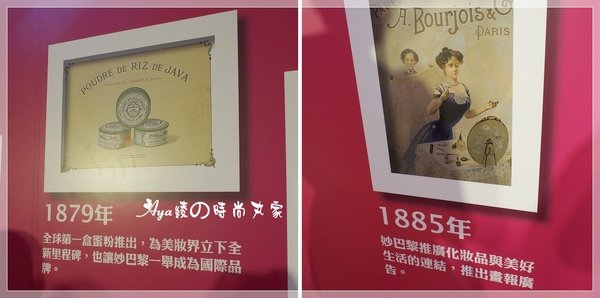 POUDRE DE RIZ DE JAVA
1879年
Aya綾の時尚丸家
全球第一盒蜜粉推出，為美妝界立下全
新里程碑，也讓妙巴黎一舉成為國際品
牌。
A. Bourjois & C
PARIS
1885年
妙巴黎推廣化妝品與美好
生活的連結，推出畫報廣
告。